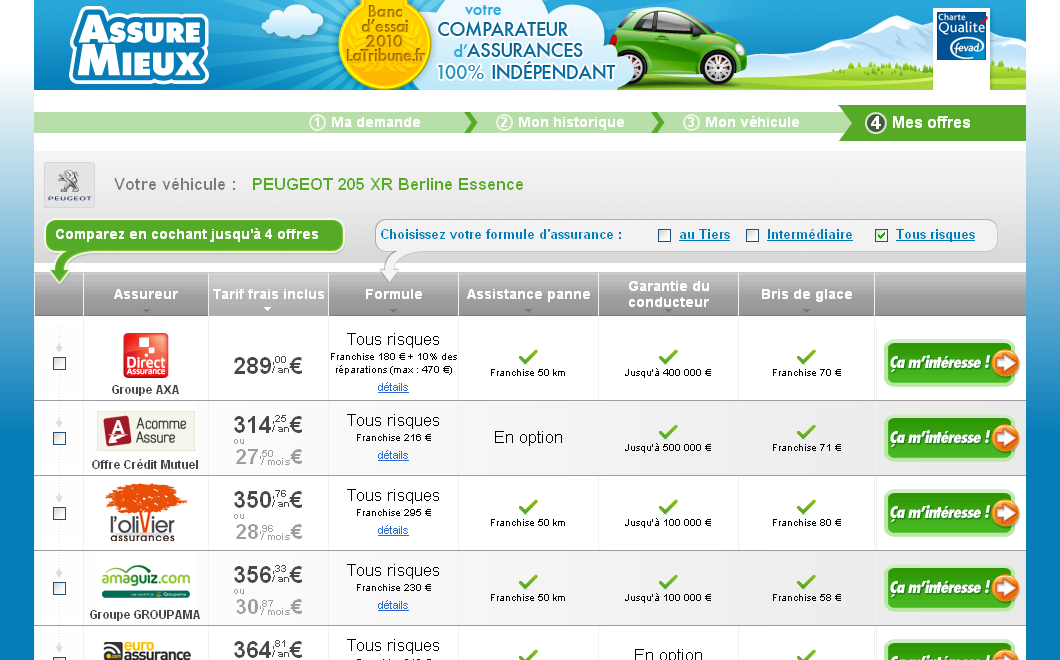 ASSURE
MIEUX
Banc
d'essai
2010
LaTribune.fr
votre
COMPARATEUR
d'ASSURANCES
100% INDÉPENDANT
Charte
Qualité
fevad
1 Ma demande
2 Mon historique
3 Mon véhicule
4 Mes offres
PEUGEOT
Votre véhicule : PEUGEOT 205 XR Berline Essence
Comparez en cochant jusqu'à 4 offres
Choisissez votre formule d'assurance : au Tiers Intermédiaire Tous risques
Assureur
Tarif frais inclus
Formule
Assistance panne
Garantie du
conducteur
Bris de glace
Direct
Assurance
Groupe AXA
289,00€ /an
Tous risques
Franchise 180 € + 10% des
réparations (max : 470 €)
détails
Franchise 50 km
Jusqu'à 400 000 €
Franchise 70 €
Ça m'intéresse !
Acomme
Assure
Offre Crédit Mutuel
314,25€ /an
ou
27,50€ /mois
Tous risques
Franchise 216 €
détails
En option
Jusqu'à 500 000 €
Franchise 71 €
Ça m'intéresse !
l'olivier
assurances
350,76€ /an
ou
28,96€ /mois
Tous risques
Franchise 295 €
détails
Franchise 50 km
Jusqu'à 100 000 €
Franchise 80 €
Ça m'intéresse !
amaguiz.com
Groupe GROUPAMA
356,33€ /an
ou
30,87€ /mois
Tous risques
Franchise 230 €
détails
Franchise 50 km
Jusqu'à 100 000 €
Franchise 58 €
Ça m'intéresse !
euro
assurance
364,81€ /an
Tous risques
En option